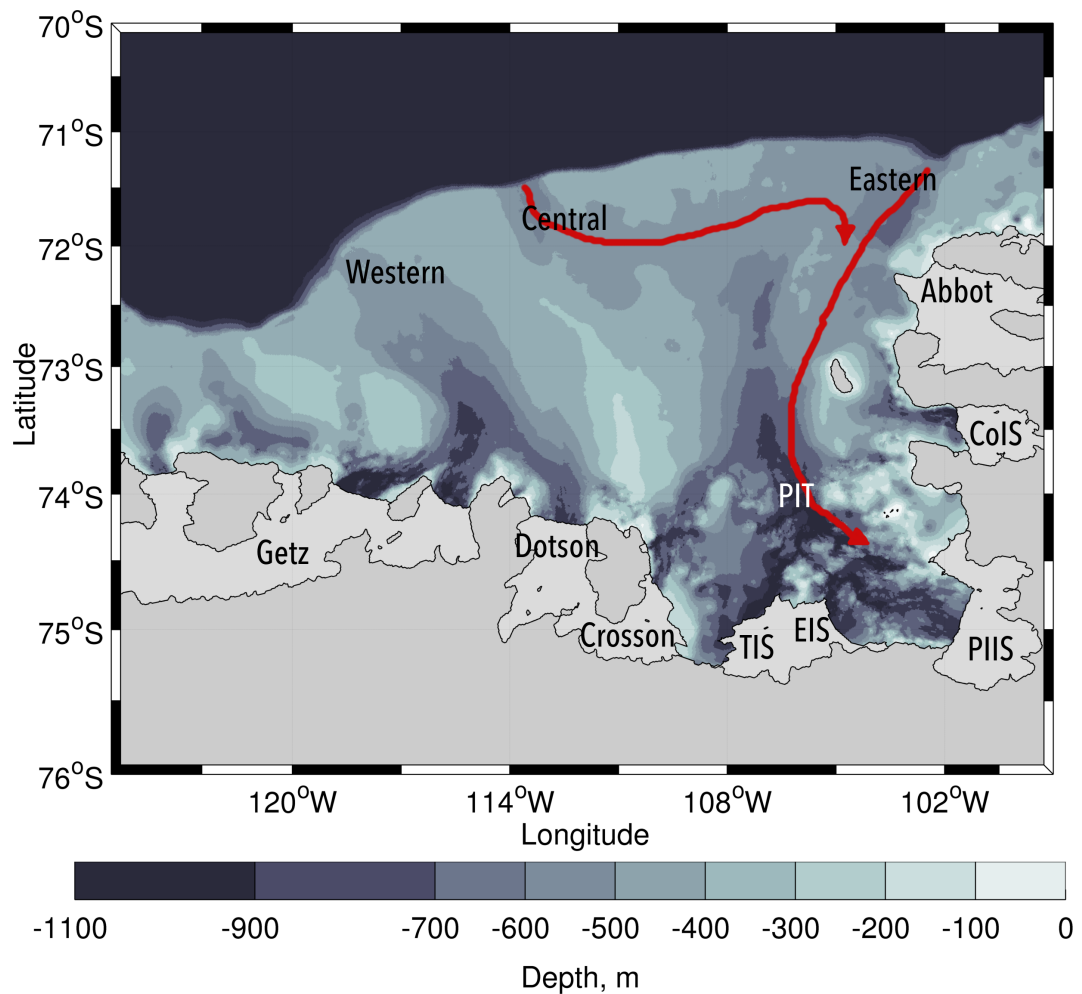 70°S
71°S
72°S
73°S
74°S
75°S
76°S
Latitude
Eastern
Central
Western
Abbot
CoIS
PIT
Getz
Dotson
Crosson
TIS
EIS
PIIS
120°W 114°W 108°W 102°W
Longitude
-1100 -900 -700 -600 -500 -400 -300 -200 -100 0
Depth, m